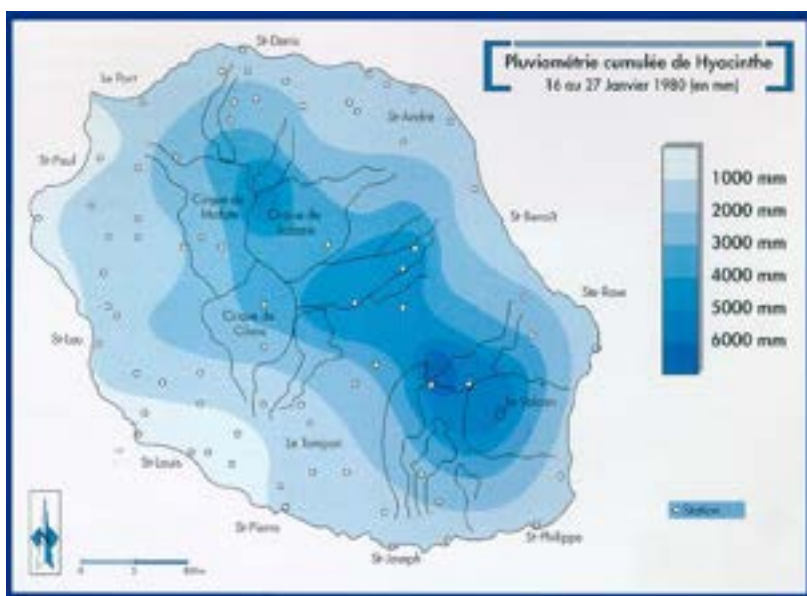 Pluviométrie cumulée de Hyacinthe
16 au 27 Janvier 1980 (en mm)
St-Denis
Le Port
St-André
St-Paul
Cirque de
Mafate
Cirque de
Salazie
St-Benoît
1000 mm
2000 mm
3000 mm
4000 mm
5000 mm
6000 mm
Ste-Rose
Cirque de
Cilaos
St-Leu
le Volcan
Le Tampon
St-Louis
Station
St-Pierre
St-Philippe
St-Joseph
0
5